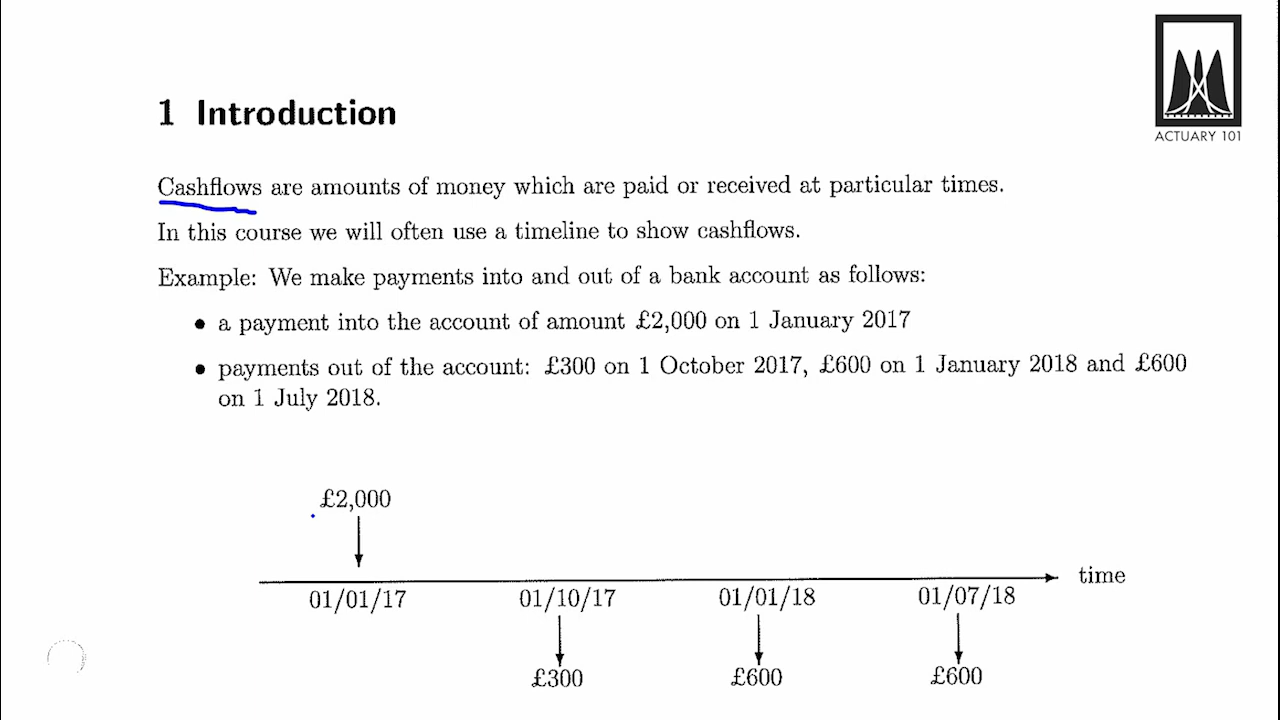 ACTUARY 101
1 Introduction
Cashflows are amounts of money which are paid or received at particular times.
In this course we will often use a timeline to show cashflows.
Example: We make payments into and out of a bank account as follows:
• a payment into the account of amount £2,000 on 1 January 2017
• payments out of the account: £300 on 1 October 2017, £600 on 1 January 2018 and £600
on 1 July 2018.
£2,000
time
01/01/17 01/10/17 01/01/18 01/07/18
£300 £600 £600